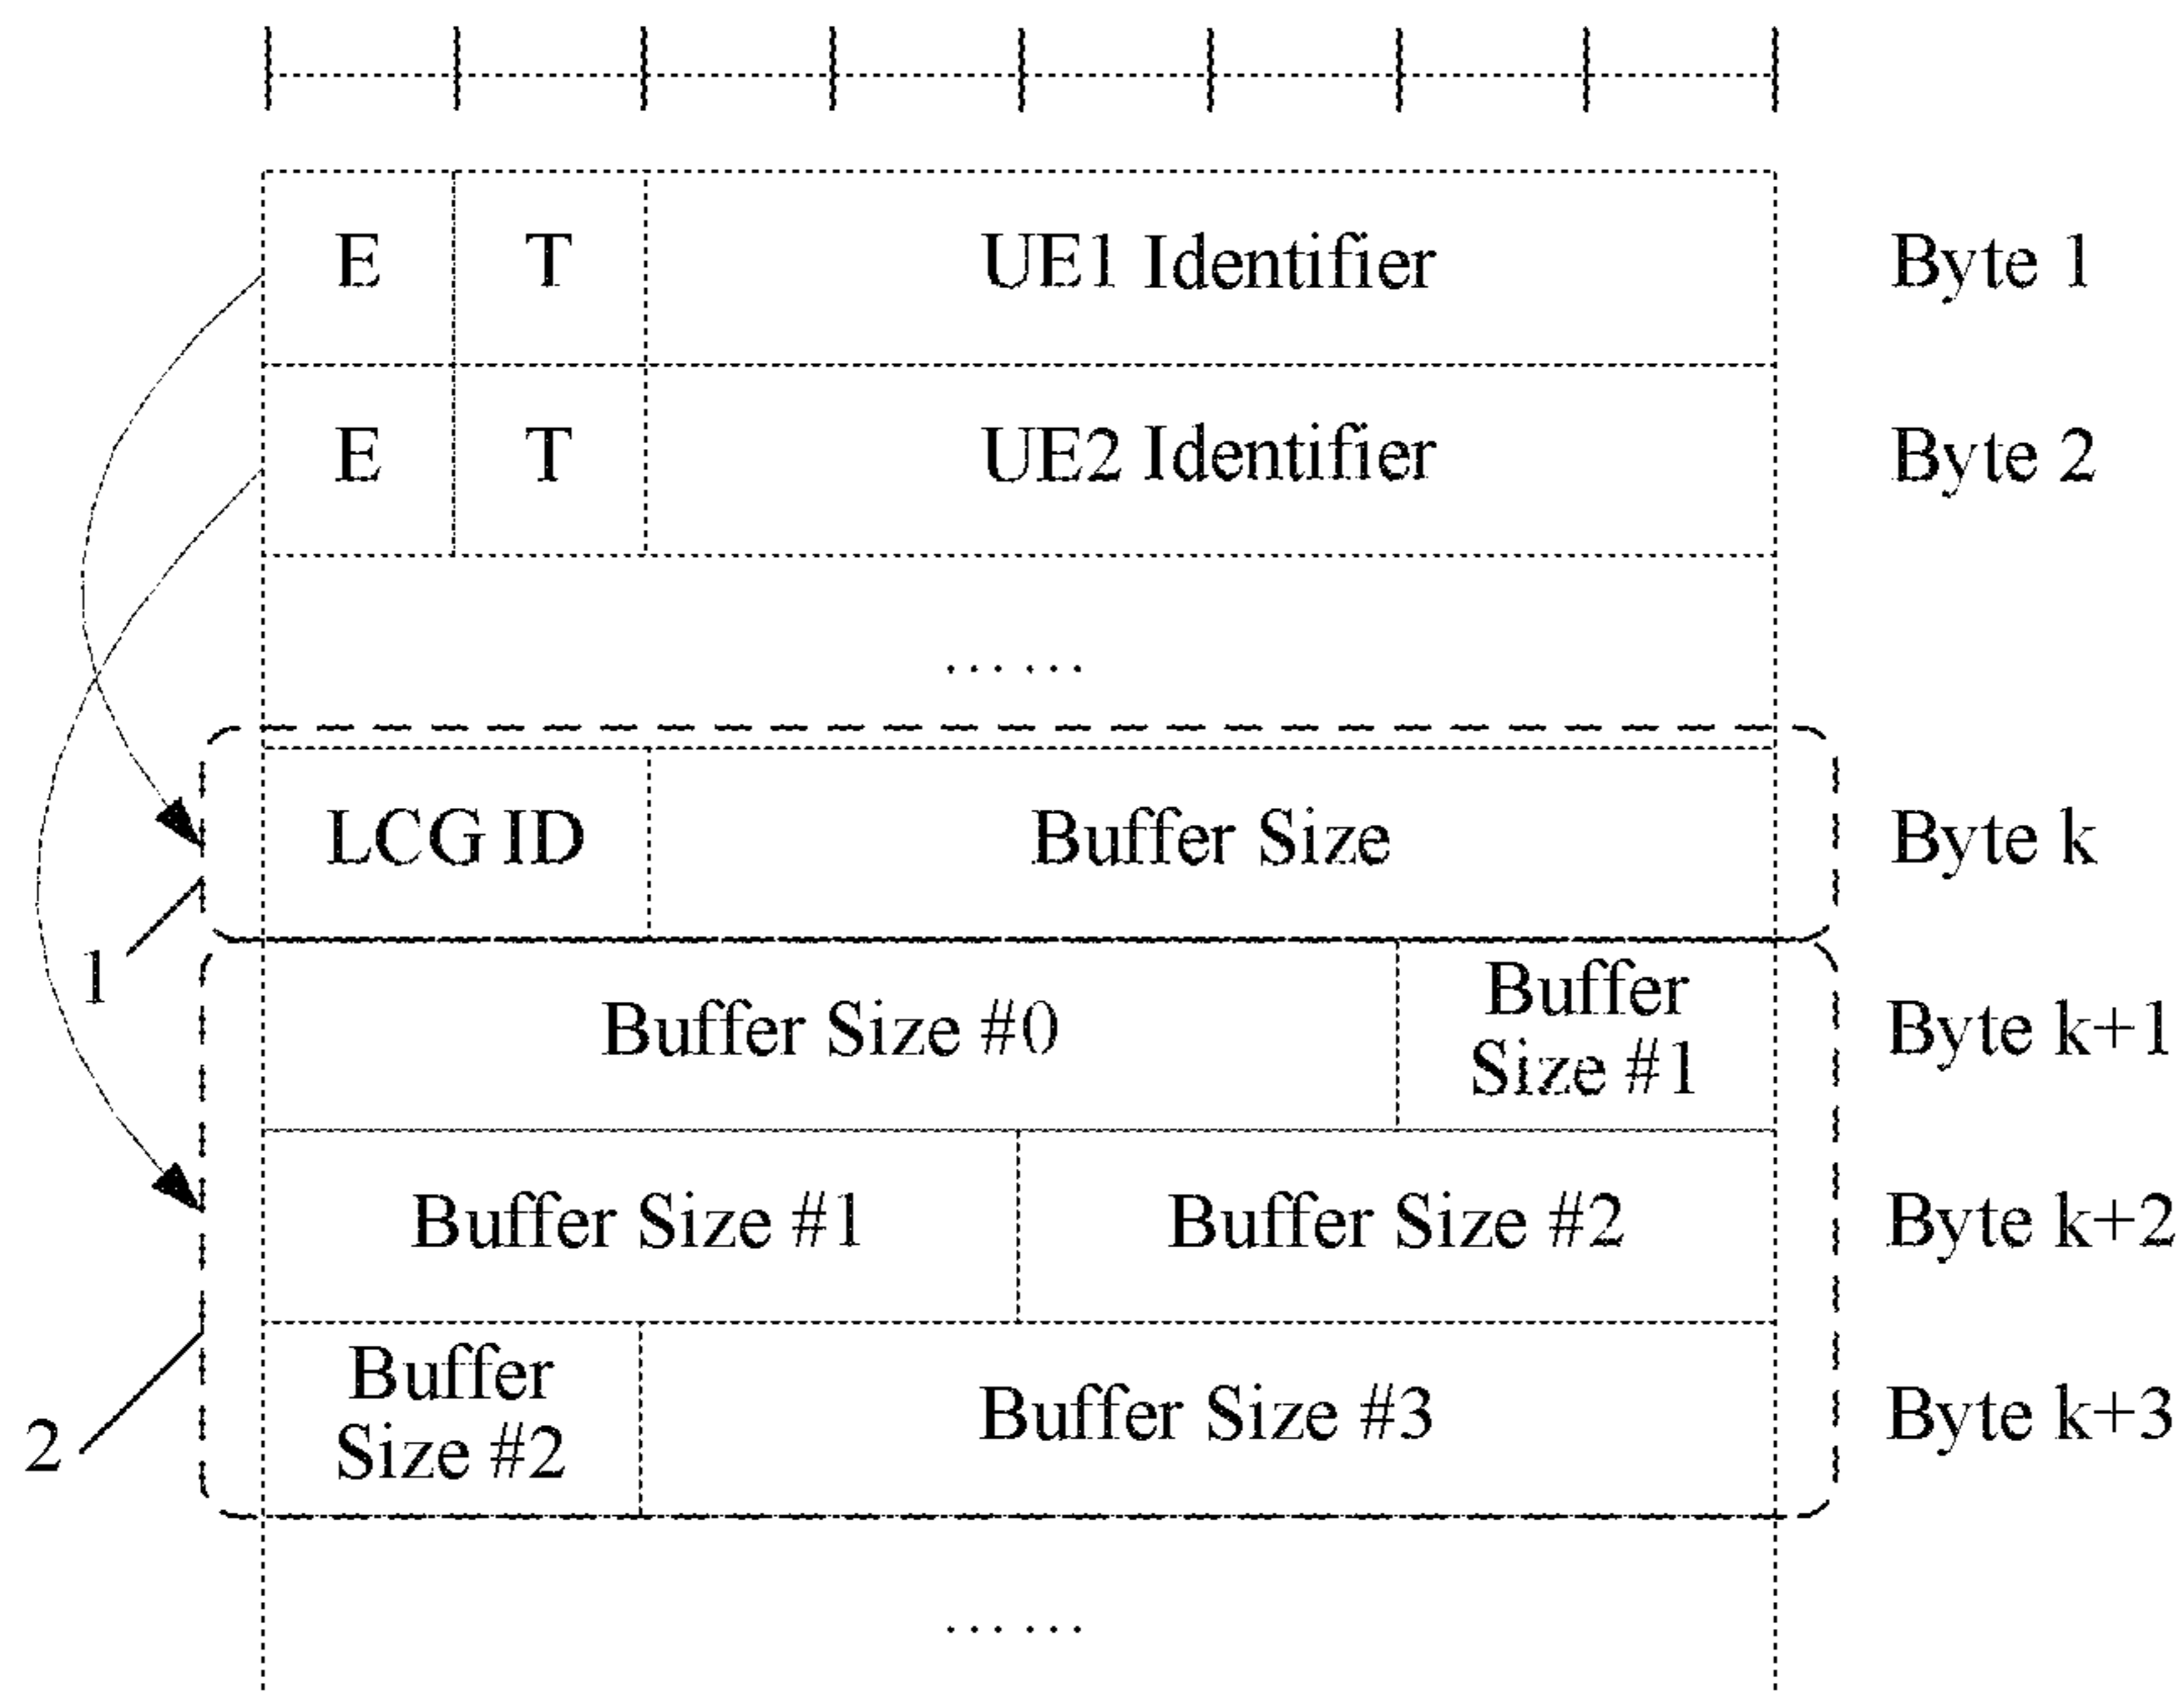 E T UE1 Identifier Byte 1
E T UE2 Identifier Byte 2
……
LCG ID Buffer Size Byte k
1
Buffer Size #0 Buffer Size #1 Byte k+1
Buffer Size #1 Buffer Size #2 Byte k+2
2
Buffer Size #2 Buffer Size #3 Byte k+3
……